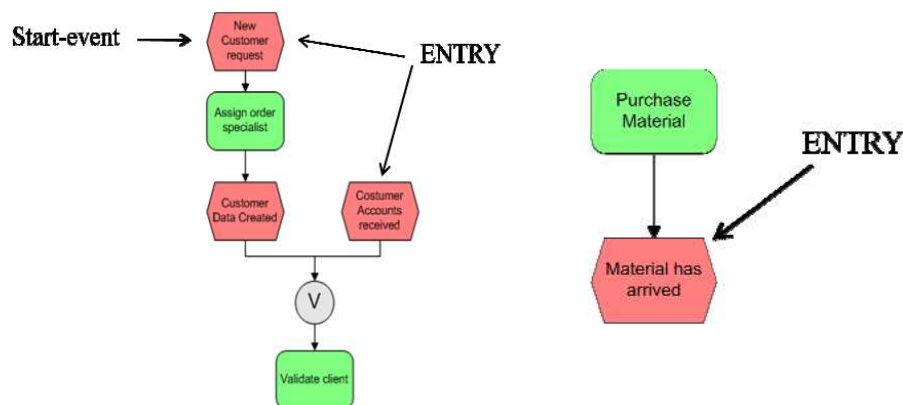 New
Customer
request
Start-event
ENTRY
Assign order
specialist
Customer
Data Created
Costumer
Accounts
received
V
Validate client
Purchase
Material
ENTRY
Material has
arrived